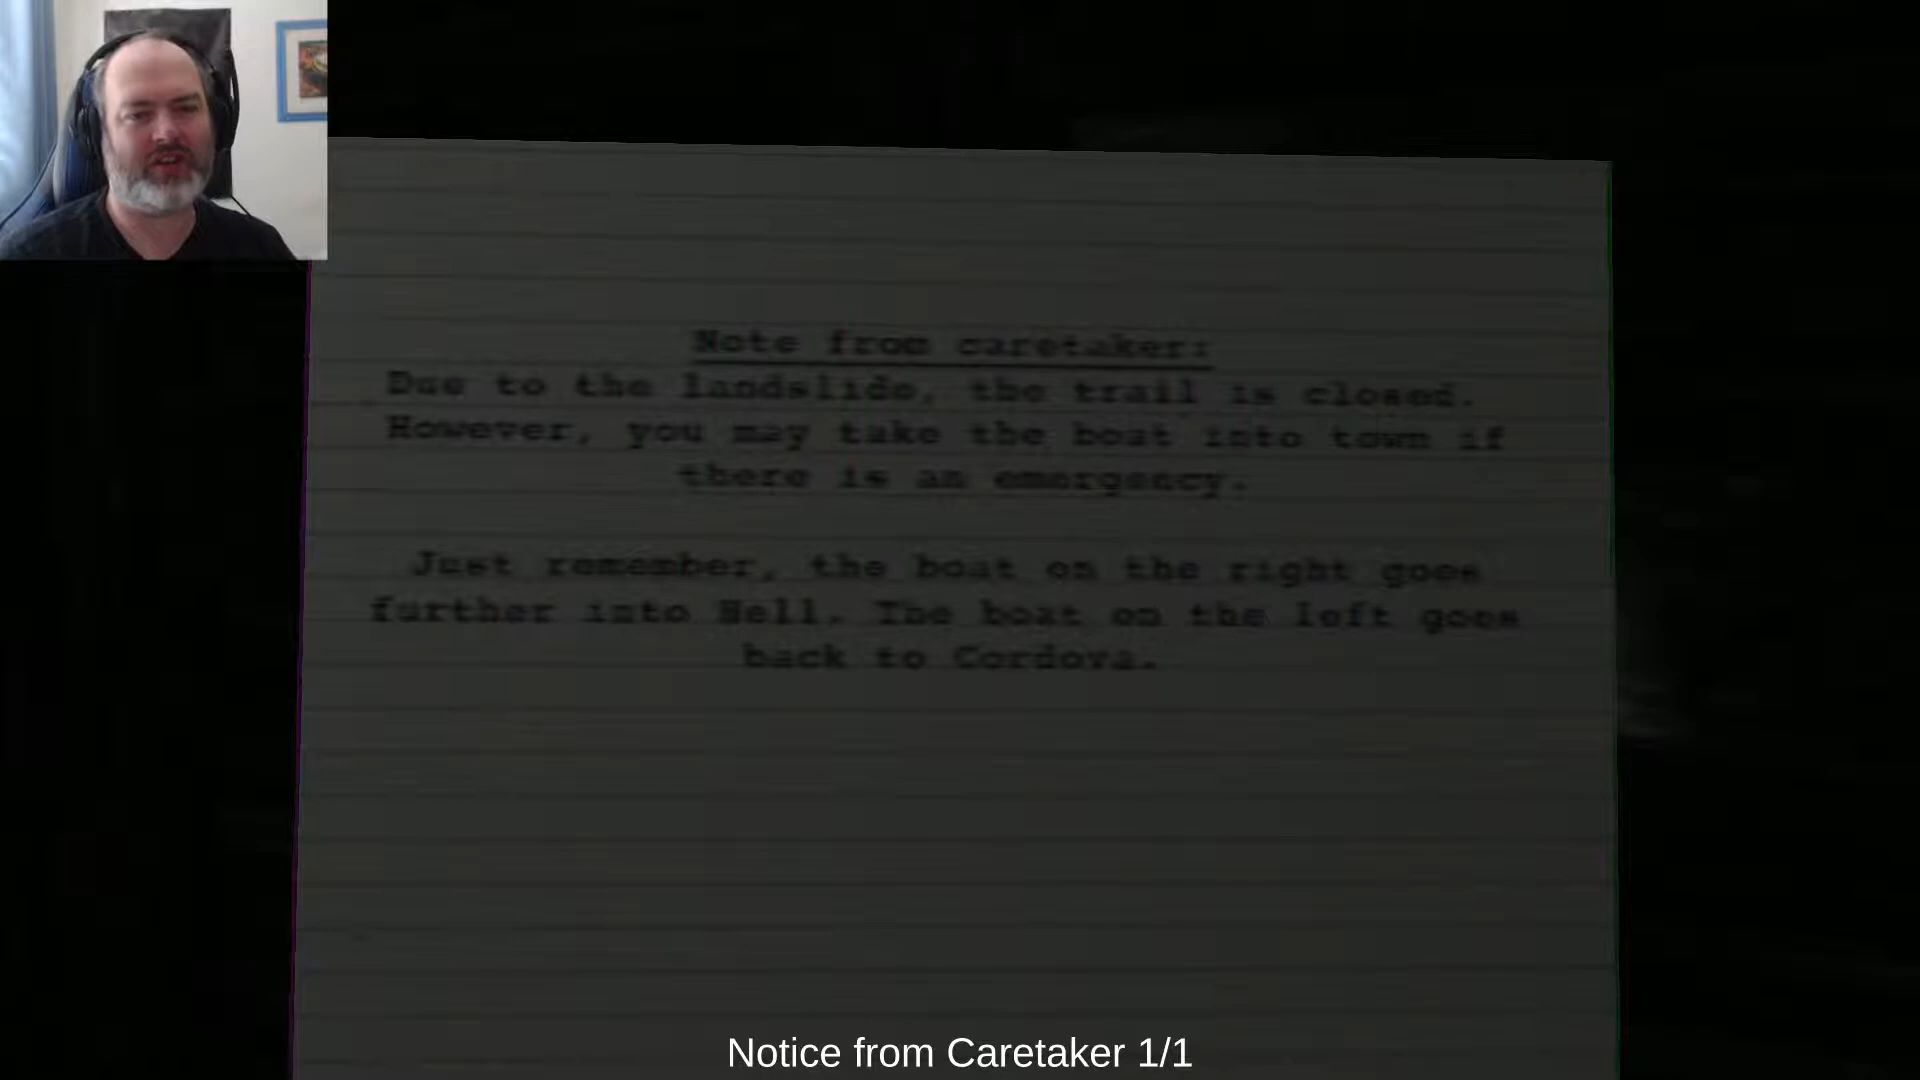 Note from caretaker:
Due to the landslide, the trail is closed.
However, you may take the boat into town if
there is an emergency.
Just remember, the boat on the right goes
further into Hell. The boat on the left goes
back to Cordova.
Notice from Caretaker 1/1